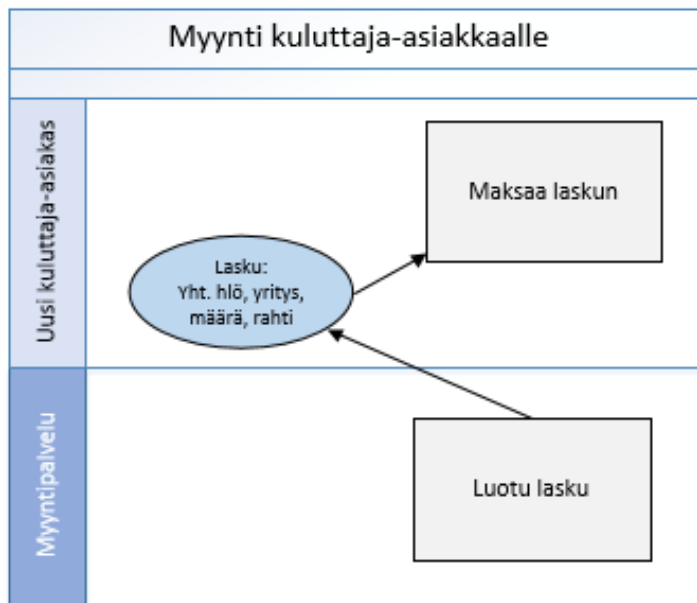 Myynti kuluttaja-asiakkaalle
Uusi kuluttaja-asiakas
Maksaa laskun
Lasku:
Yht. hlö, yritys,
määrä, rahti
Myyntipalvelu
Luotu lasku